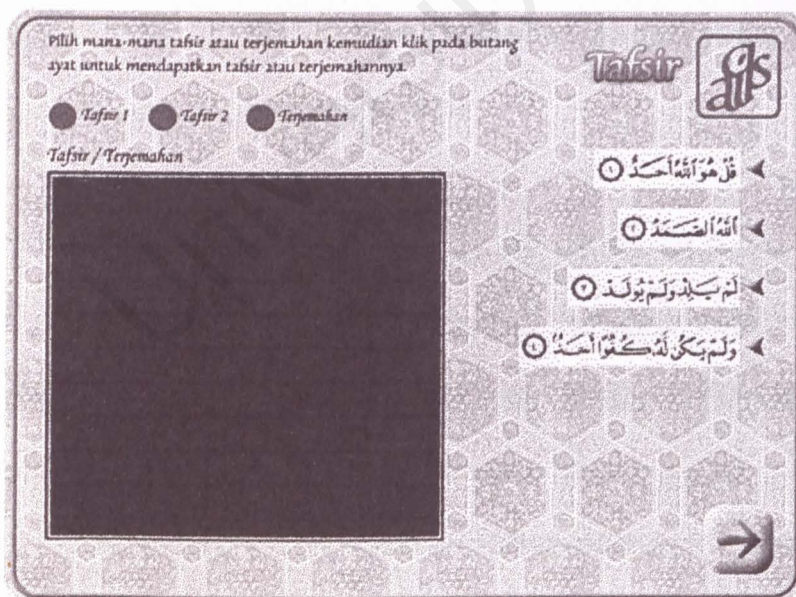 Pilih mana-mana tafsir atau terjemahan kemudian klik pada butang
ayat untuk mendapatkan tafsir atau terjemahannya.
Tafsir
Tafsir 1 Tafsir 2 Terjemahan
Tafsir / Terjemahan
قُلْ هُوَ ٱللَّهُ أَحَدٌ ۝١
ٱللَّهُ ٱلصَّمَدُ ۝٢
لَمْ يَلِدْ وَلَمْ يُولَدْ ۝٣
وَلَمْ يَكُن لَّهُۥ كُفُوًا أَحَدٌۢ ۝٤